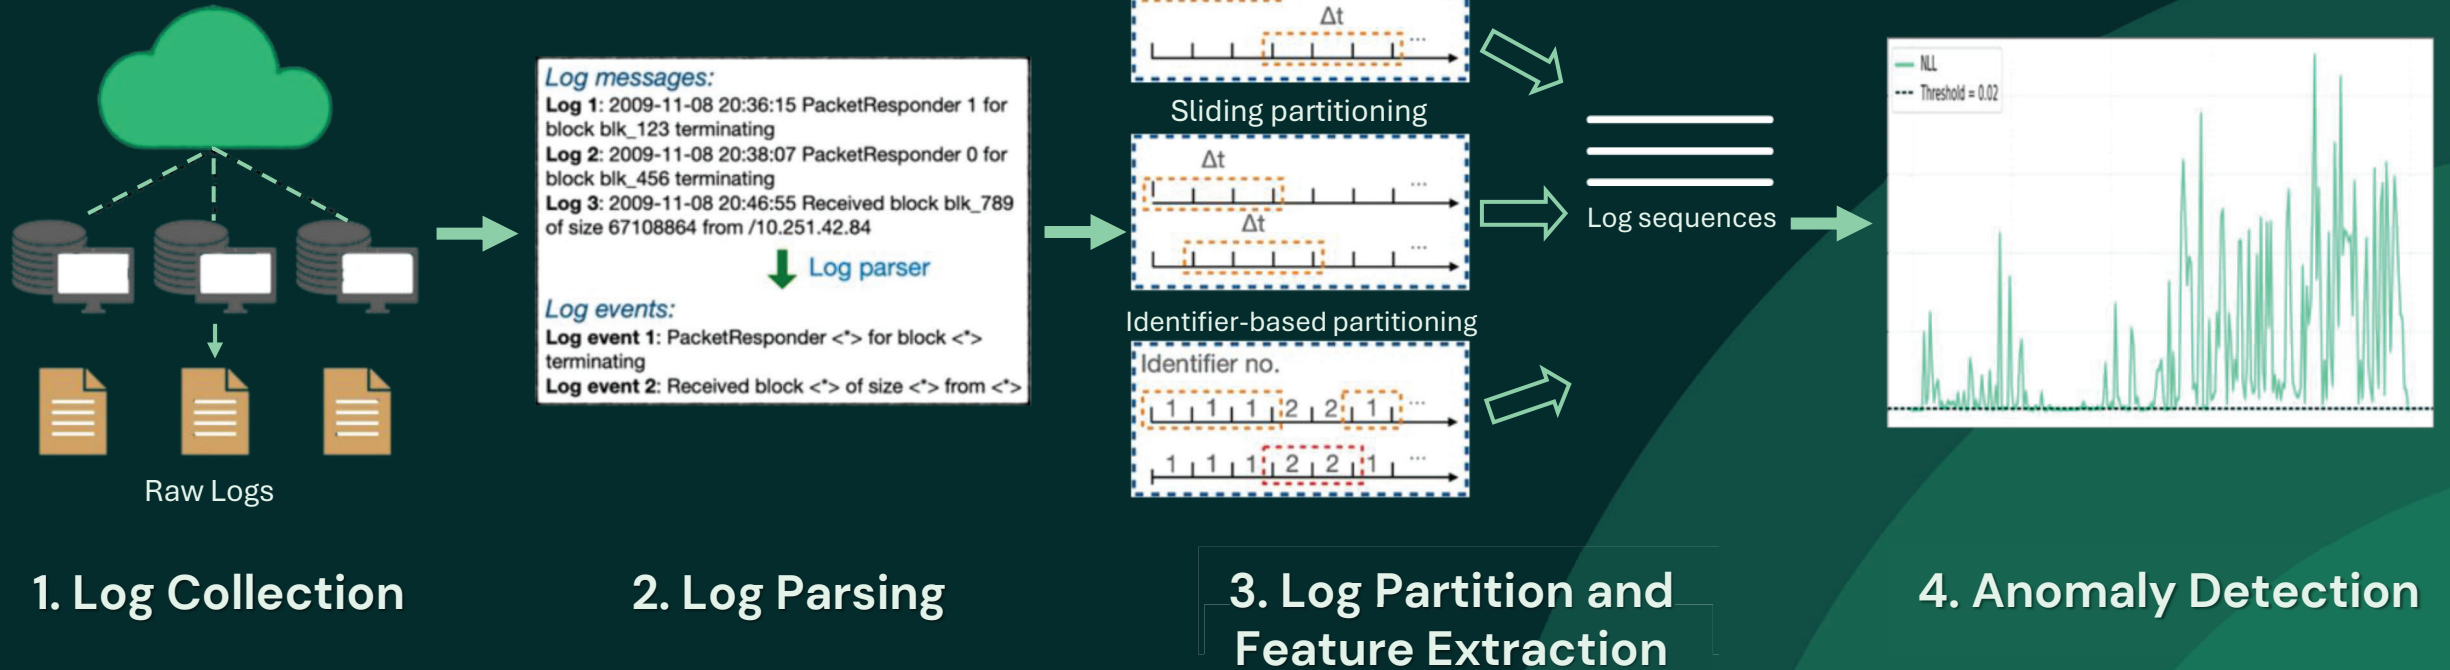 Raw Logs
1. Log Collection
Log messages:
Log 1: 2009-11-08 20:36:15 PacketResponder 1 for
block blk_123 terminating
Log 2: 2009-11-08 20:38:07 PacketResponder 0 for
block blk_456 terminating
Log 3: 2009-11-08 20:46:55 Received block blk_789
of size 67108864 from /10.251.42.84
Log parser
Log events:
Log event 1: PacketResponder <*> for block <*>
terminating
Log event 2: Received block <*> of size <*> from <*>
2. Log Parsing
Δt
...
Sliding partitioning
Δt
...
Δt
...
Identifier-based partitioning
Identifier no.
1 1 1 2 2 1 ...
1 1 1 2 2 1 ...
Log sequences
3. Log Partition and
Feature Extraction
NLL
Threshold = 0.02
4. Anomaly Detection